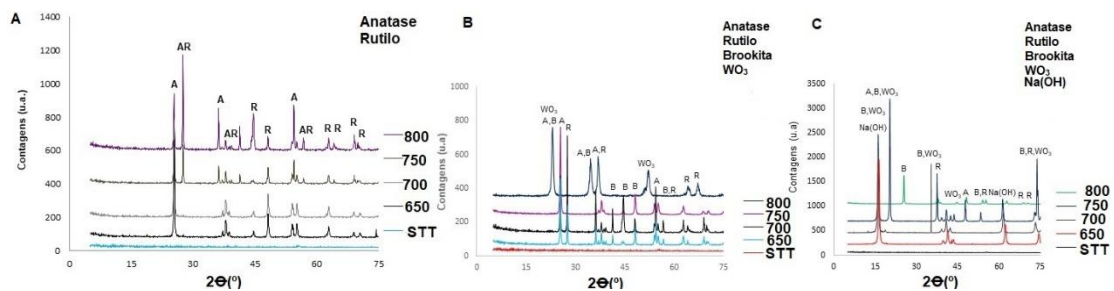 A
Anatase
Rutilo
Contagens (u.a.)
1400
1200
1000
800
600
400
200
0
A
AR
A
AR
R
R
A
AR
R R
R
R
800
750
700
650
STT
0
15
30
45
60
75
2Ɵ(º)
B
Anatase
Rutilo
Brookita
WO₃
Contagens (u.a)
1000
800
600
400
200
0
WO₃
A,B
A
R
A,B
A,R
B
B
B
WO₃
A
B,R
R
R
800
750
700
650
STT
0
15
30
45
60
75
2Ɵ(º)
C
Anatase
Rutilo
Brookita
WO₃
Na(OH)
Contagens (u.a)
3500
3000
2500
2000
1500
1000
500
0
A,B,WO₃
B,WO₃
Na(OH)
B
B,WO₃
R
WO₃
A
B,R
Na(OH)
R R
B,R,WO₃
800
750
700
650
STT
0
15
30
45
60
75
2Ɵ(º)